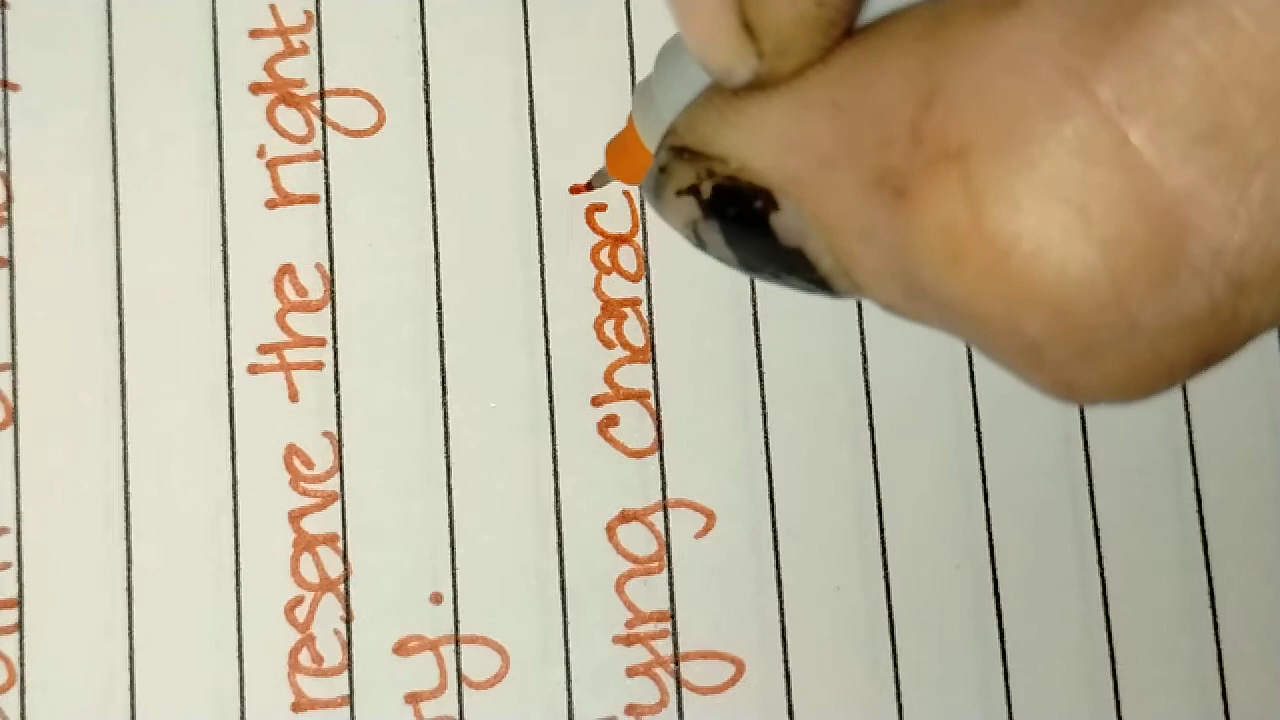 reserve the right
ry.
ying charac